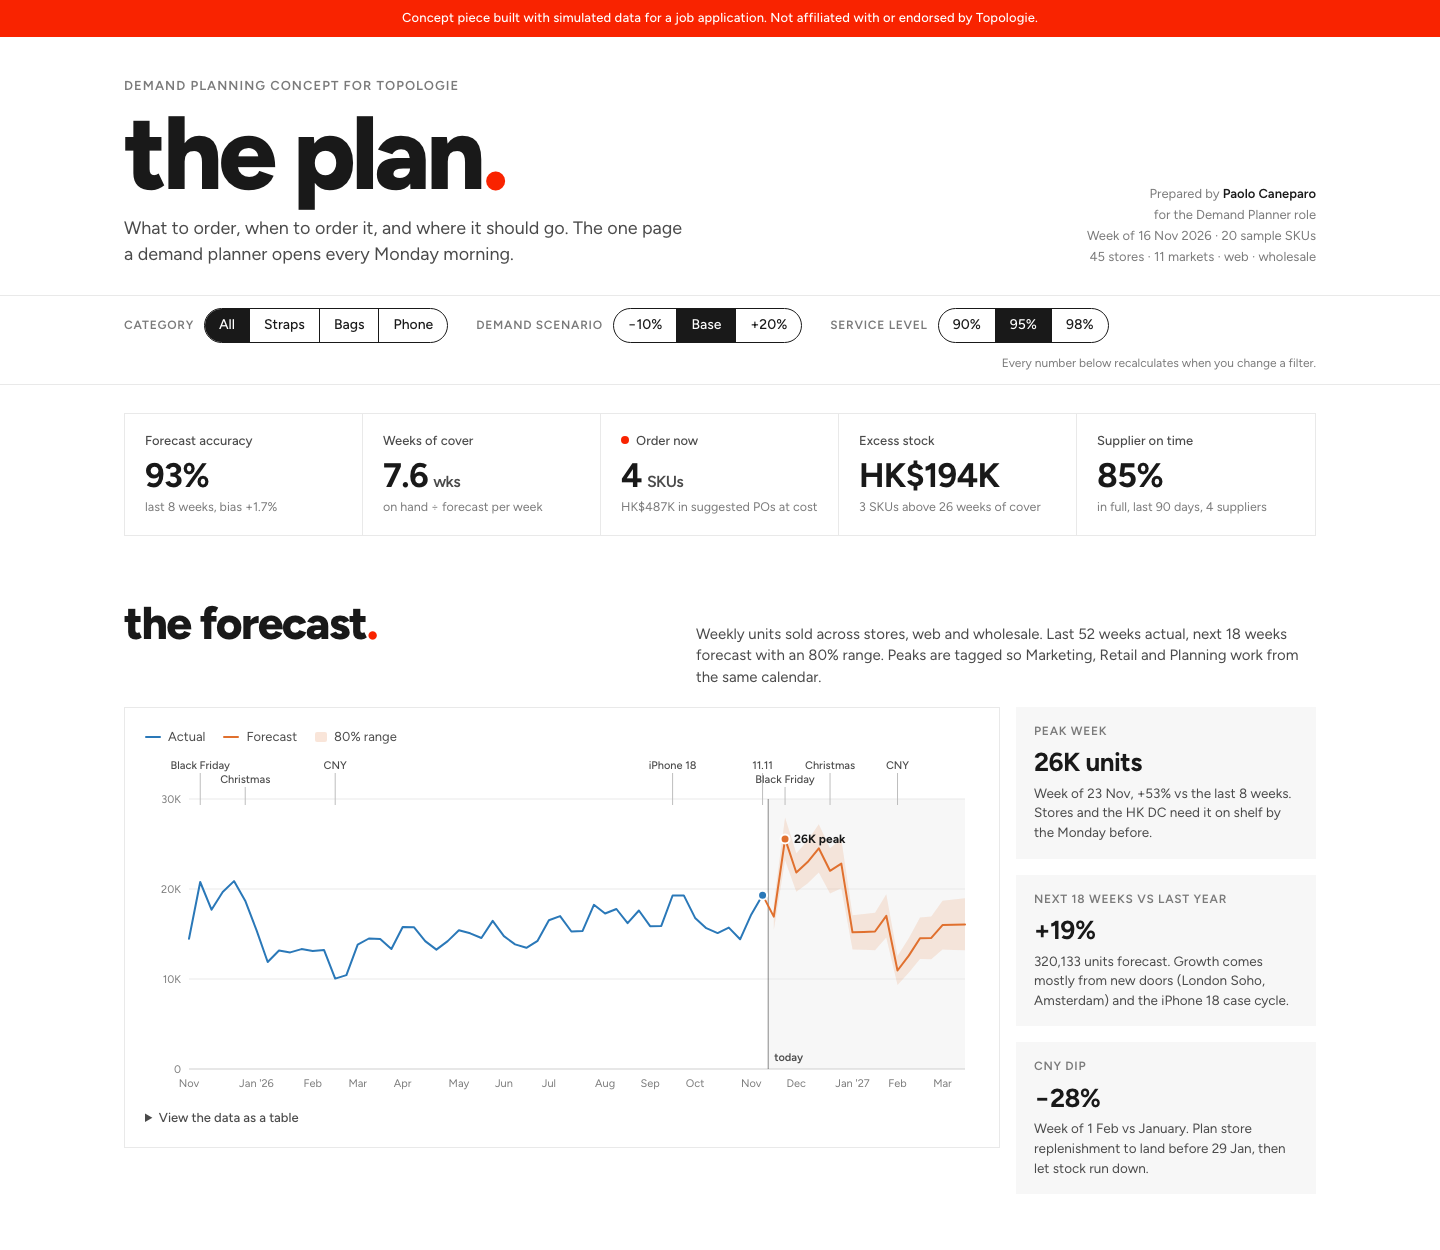 Concept piece built with simulated data for a job application. Not affiliated with or endorsed by Topologie.
DEMAND PLANNING CONCEPT FOR TOPOLOGIE
the plan.
What to order, when to order it, and where it should go. The one page
a demand planner opens every Monday morning.
Prepared by Paolo Caneparo
for the Demand Planner role
Week of 16 Nov 2026 · 20 sample SKUs
45 stores · 11 markets · web · wholesale
CATEGORY All Straps Bags Phone DEMAND SCENARIO −10% Base +20% SERVICE LEVEL 90% 95% 98%
Every number below recalculates when you change a filter.
Forecast accuracy
93%
last 8 weeks, bias +1.7%
Weeks of cover
7.6 wks
on hand ÷ forecast per week
Order now
4 SKUs
HK$487K in suggested POs at cost
Excess stock
HK$194K
3 SKUs above 26 weeks of cover
Supplier on time
85%
in full, last 90 days, 4 suppliers
the forecast.
Weekly units sold across stores, web and wholesale. Last 52 weeks actual, next 18 weeks
forecast with an 80% range. Peaks are tagged so Marketing, Retail and Planning work from
the same calendar.
Actual Forecast 80% range
Black Friday CNY iPhone 18 11.11 Christmas CNY
Christmas Black Friday
30K
26K peak
20K
10K
today
0
Nov Jan '26 Feb Mar Apr May Jun Jul Aug Sep Oct Nov Dec Jan '27 Feb Mar
▶ View the data as a table
PEAK WEEK
26K units
Week of 23 Nov, +53% vs the last 8 weeks.
Stores and the HK DC need it on shelf by
the Monday before.
NEXT 18 WEEKS VS LAST YEAR
+19%
320,133 units forecast. Growth comes
mostly from new doors (London Soho,
Amsterdam) and the iPhone 18 case cycle.
CNY DIP
−28%
Week of 1 Feb vs January. Plan store
replenishment to land before 29 Jan, then
let stock run down.